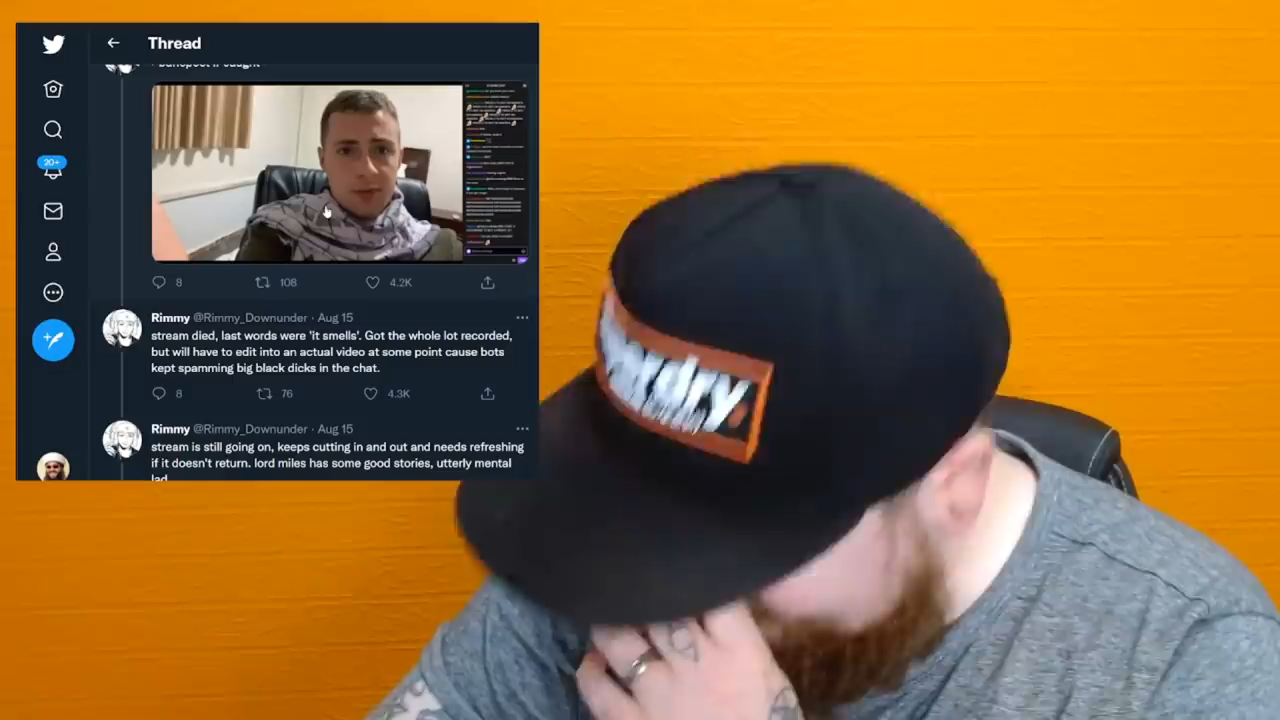 Thread
8
108
4.2K
Rimmy @Rimmy_Downunder · Aug 15
stream died, last words were 'it smells'. Got the whole lot recorded,
but will have to edit into an actual video at some point cause bots
kept spamming big black dicks in the chat.
8
76
4.3K
20+
Rimmy @Rimmy_Downunder · Aug 15
stream is still going on, keeps cutting in and out and needs refreshing
if it doesn't return. lord miles has some good stories, utterly mental
lad